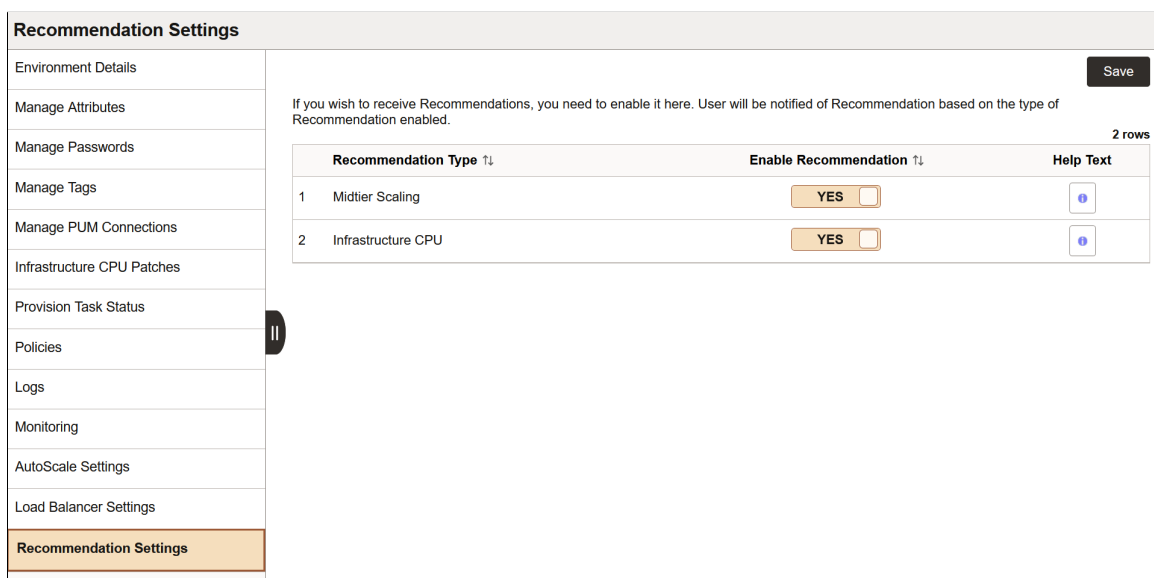 Recommendation Settings
Environment Details
Manage Attributes
Manage Passwords
Manage Tags
Manage PUM Connections
Infrastructure CPU Patches
Provision Task Status
Policies
Logs
Monitoring
AutoScale Settings
Load Balancer Settings
Recommendation Settings
Save
If you wish to receive Recommendations, you need to enable it here. User will be notified of Recommendation based on the type of
Recommendation enabled.
2 rows
Recommendation Type ↑↓ Enable Recommendation ↑↓ Help Text
1 Midtier Scaling YES
2 Infrastructure CPU YES